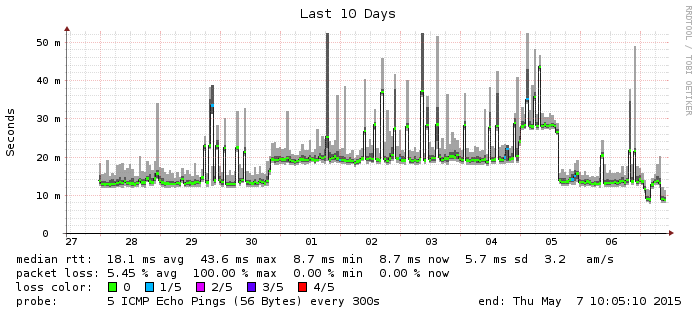 Last 10 Days
RRDTOOL / TOBI OETIKER
Seconds
50 m
40 m
30 m
20 m
10 m
0
27 28 29 30 01 02 03 04 05 06
median rtt: 18.1 ms avg 43.6 ms max 8.7 ms min 8.7 ms now 5.7 ms sd 3.2 am/s
packet loss: 5.45 % avg 100.00 % max 0.00 % min 0.00 % now
loss color: 0 1/5 2/5 3/5 4/5
probe: 5 ICMP Echo Pings (56 Bytes) every 300s end: Thu May 7 10:05:10 2015